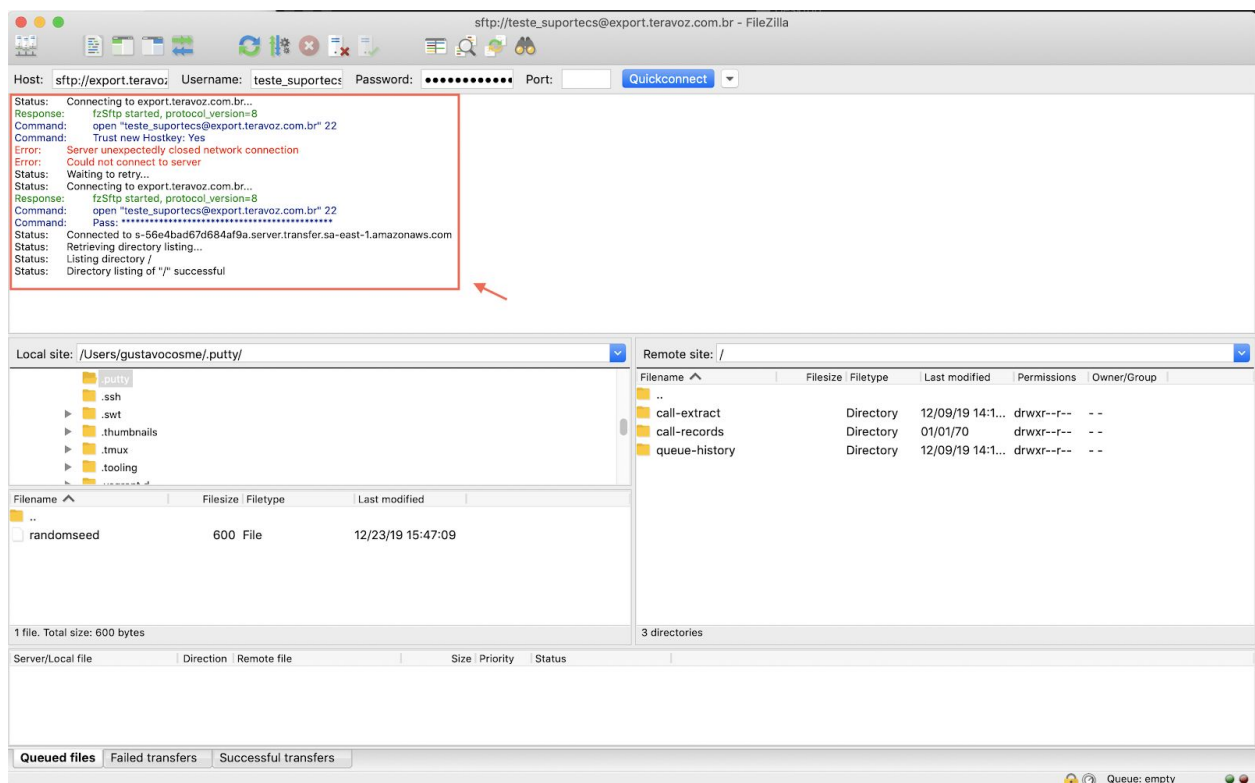 sftp://teste_suportecs@export.teravoz.com.br - FileZilla
Host: sftp://export.teravoz Username: teste_suportecs Password: ●●●●●●●●●●●● Port: Quickconnect
Status: Connecting to export.teravoz.com.br...
Response: fzSftp started, protocol_version=8
Command: open "teste_suportecs@export.teravoz.com.br" 22
Command: Trust new Hostkey: Yes
Error: Server unexpectedly closed network connection
Error: Could not connect to server
Status: Waiting to retry...
Status: Connecting to export.teravoz.com.br...
Response: fzSftp started, protocol_version=8
Command: open "teste_suportecs@export.teravoz.com.br" 22
Command: Pass: *********************************************
Status: Connected to s-56e4bad67d684af9a.server.transfer.sa-east-1.amazonaws.com
Status: Retrieving directory listing...
Status: Listing directory /
Status: Directory listing of "/" successful
Local site: /Users/gustavocosme/.putty/
.putty
.ssh
.swt
.thumbnails
.tmux
.tooling
Filename Filesize Filetype Last modified
..
randomseed 600 File 12/23/19 15:47:09
1 file. Total size: 600 bytes
Remote site: /
Filename Filesize Filetype Last modified Permissions Owner/Group
..
call-extract Directory 12/09/19 14:1... drwxr--r-- - -
call-records Directory 01/01/70 drwxr--r-- - -
queue-history Directory 12/09/19 14:1... drwxr--r-- - -
3 directories
Server/Local file Direction Remote file Size Priority Status
Queued files Failed transfers Successful transfers
Queue: empty